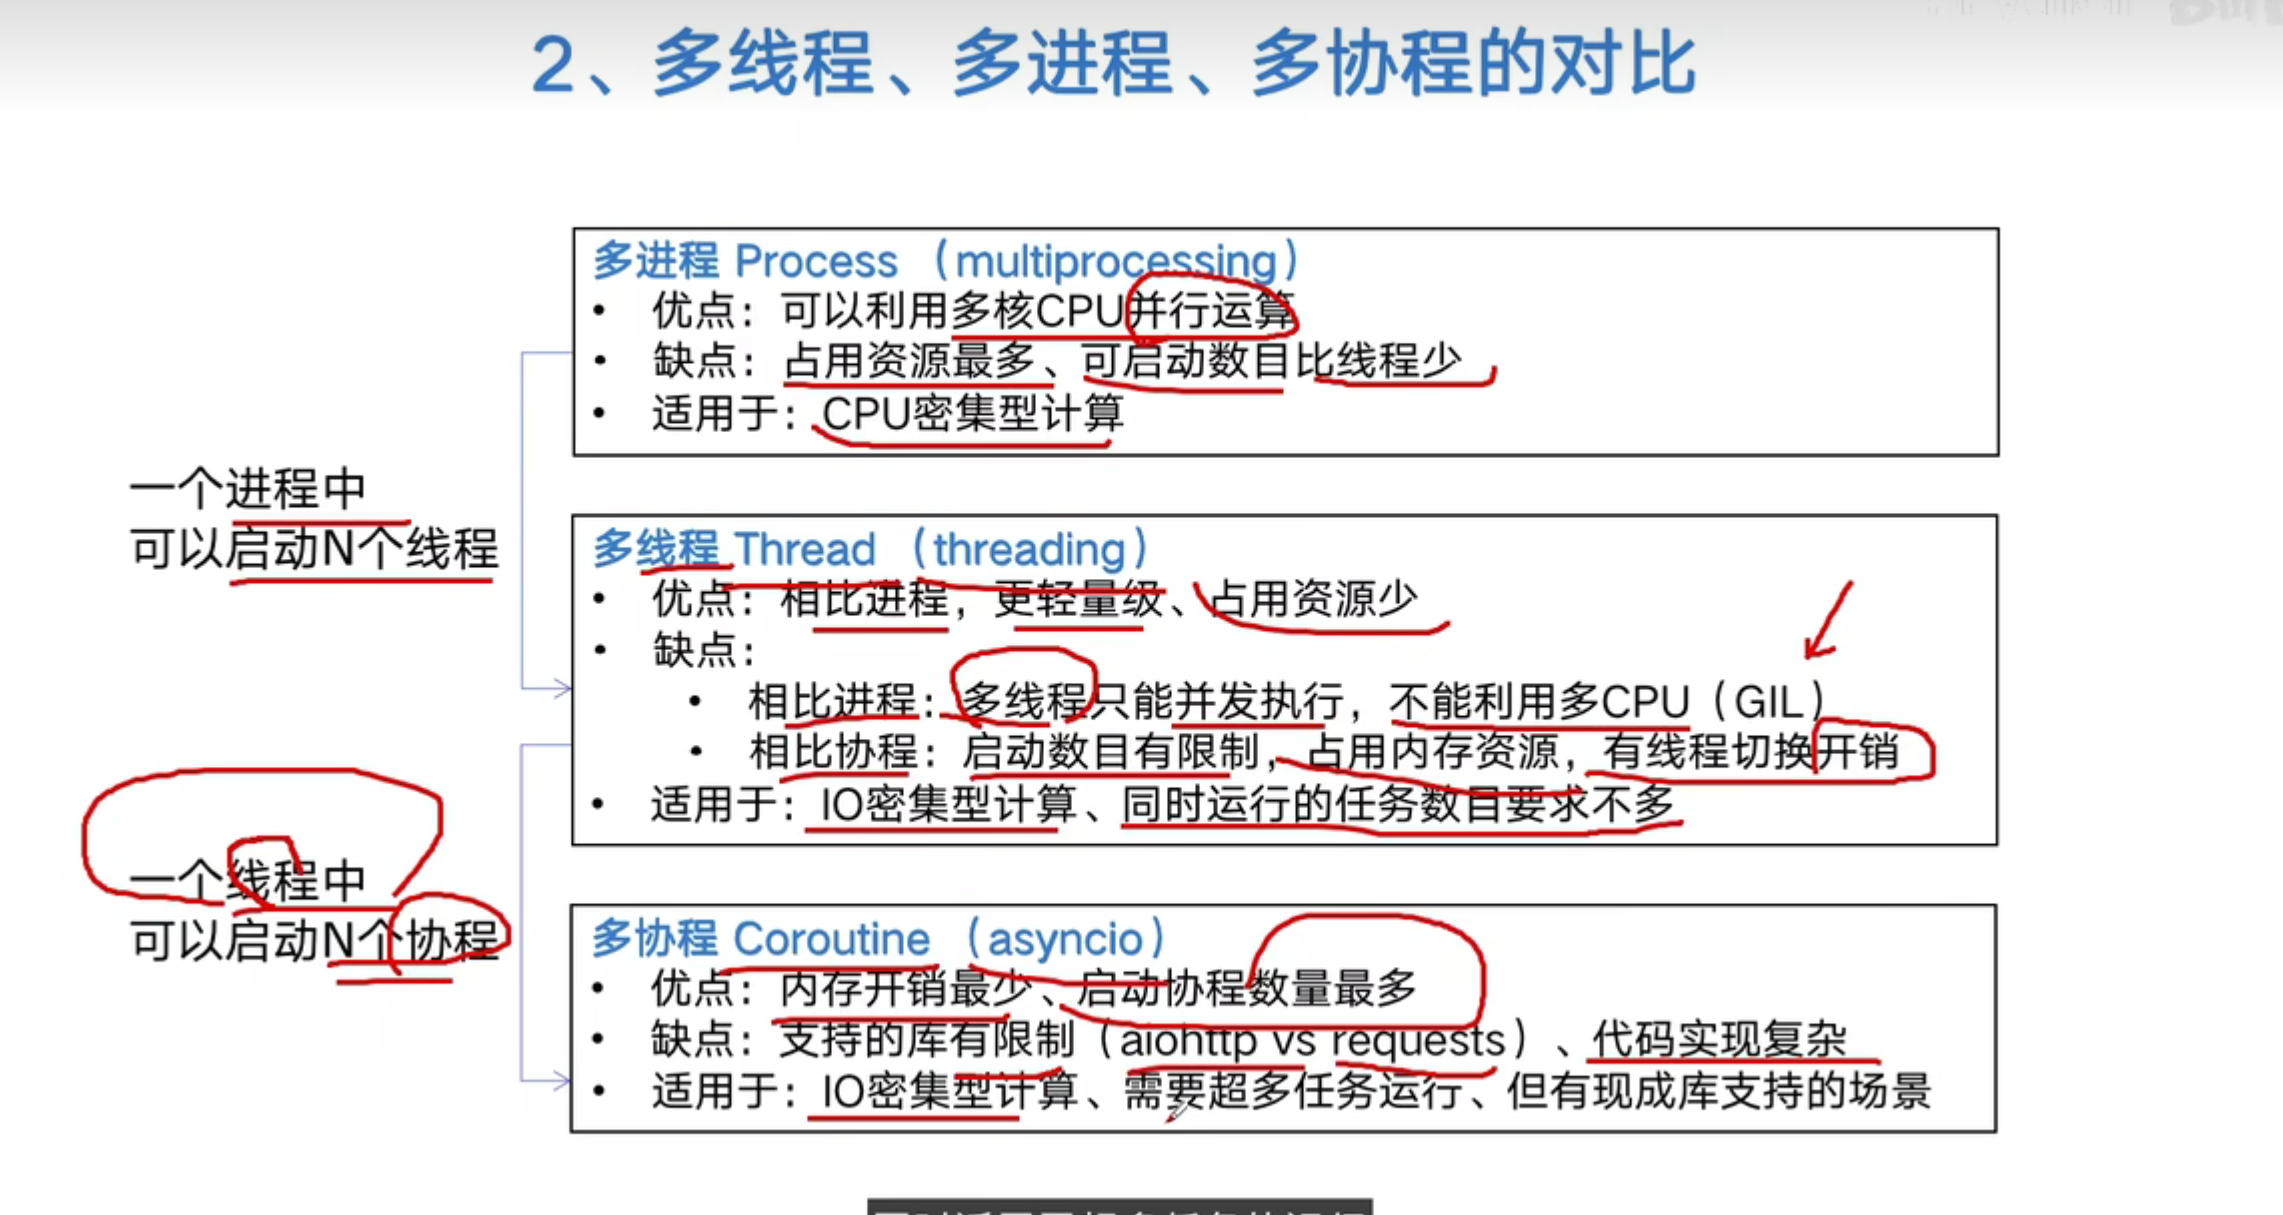 2、多线程、多进程、多协程的对比
多进程 Process （multiprocessing）
• 优点：可以利用多核CPU并行运算
• 缺点：占用资源最多、可启动数目比线程少
• 适用于：CPU密集型计算
一个进程中
可以启动N个线程
多线程 Thread （threading）
• 优点：相比进程，更轻量级、占用资源少
• 缺点：
• 相比进程：多线程只能并发执行，不能利用多CPU（GIL）
• 相比协程：启动数目有限制，占用内存资源，有线程切换开销
• 适用于：IO密集型计算、同时运行的任务数目要求不多
一个线程中
可以启动N个协程
多协程 Coroutine （asyncio）
• 优点：内存开销最少、启动协程数量最多
• 缺点：支持的库有限制（aiohttp vs requests）、代码实现复杂
• 适用于：IO密集型计算、需要超多任务运行、但有现成库支持的场景